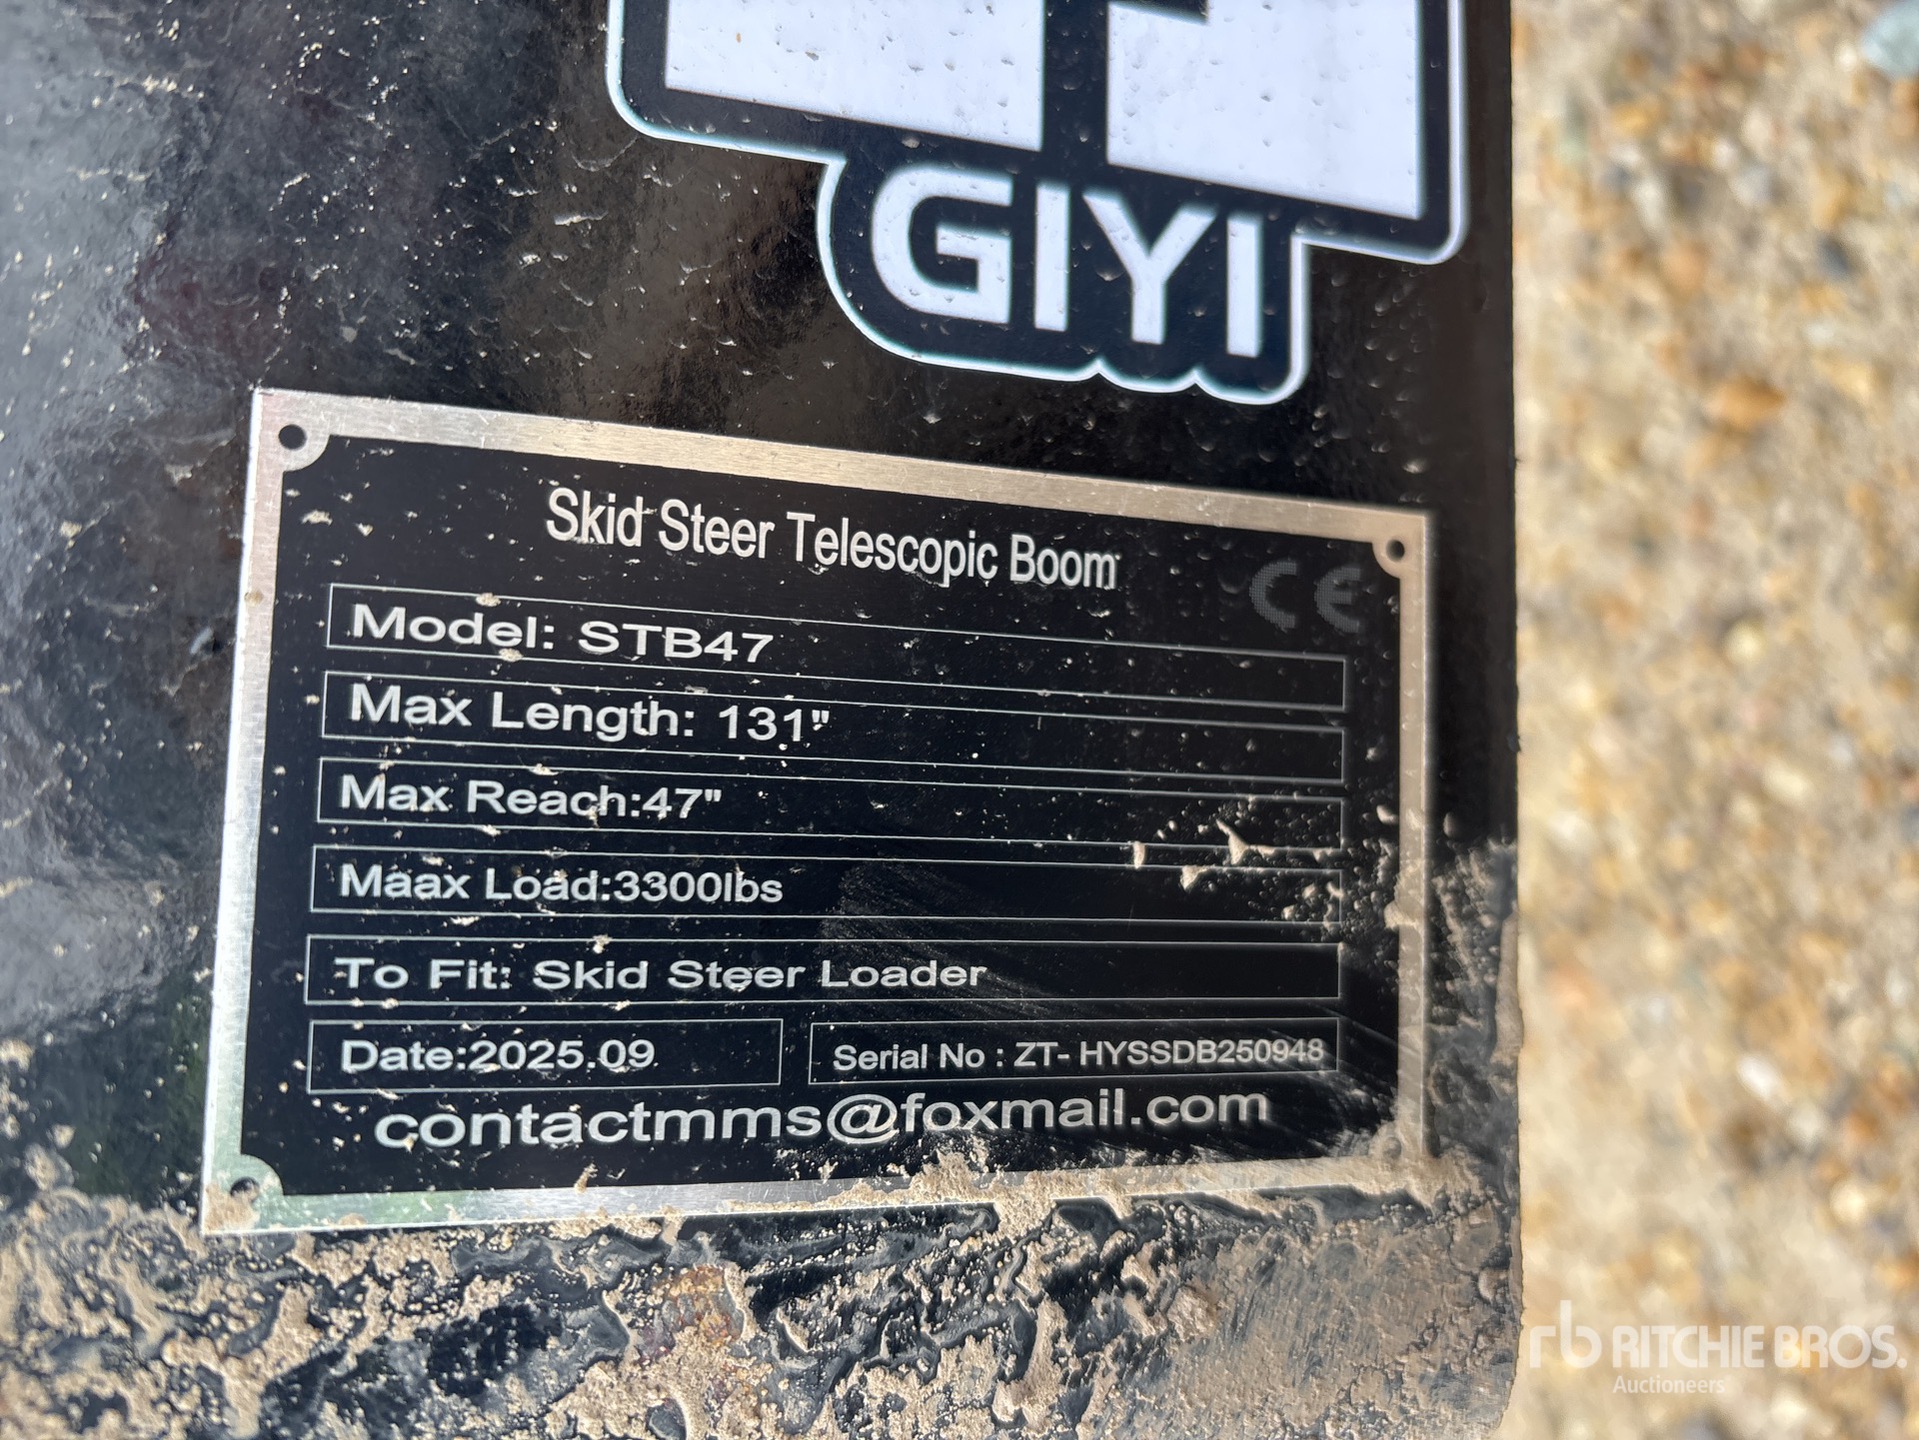 GIYI
Skid Steer Telescopic Boom
CE
Model: STB47
Max Length: 131"
Max Reach:47"
Maax Load:3300lbs
To Fit: Skid Steer Loader
Date:2025.09
Serial No : ZT- HYSSDB250948
contactmms@foxmail.com
rb RITCHIE BROS.
Auctioneers